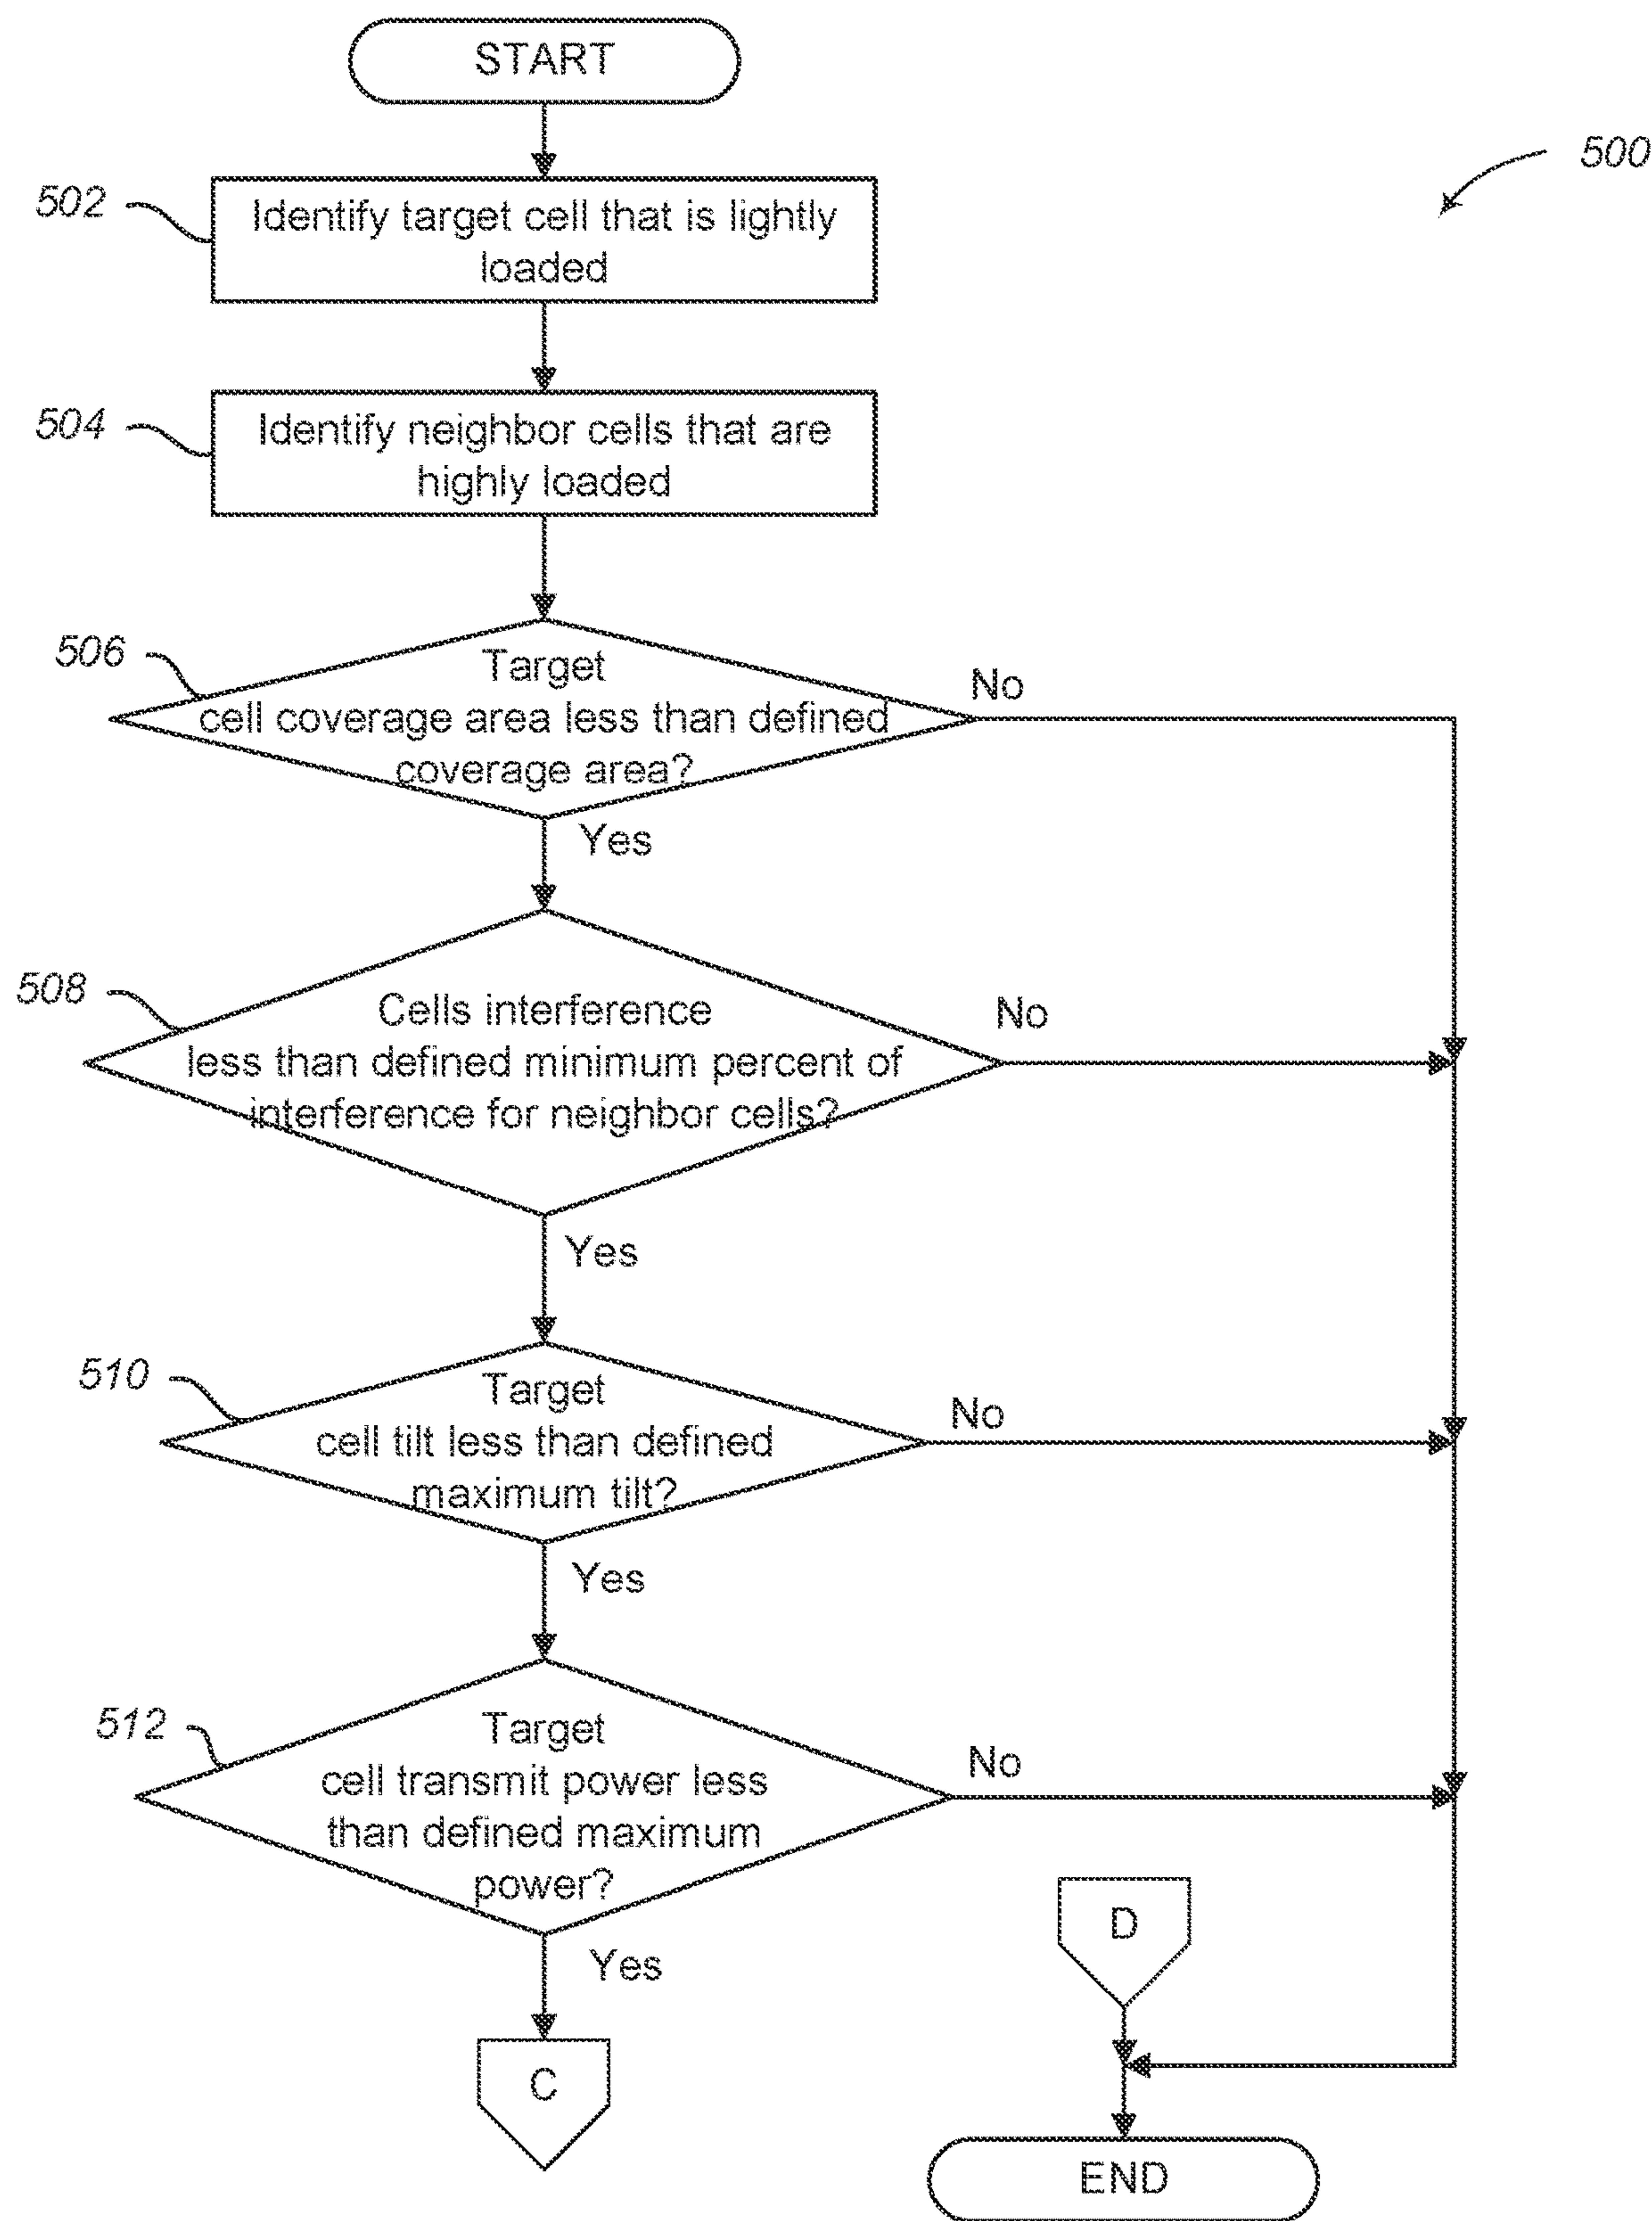 START
500
502
Identify target cell that is lightly
loaded
504
Identify neighbor cells that are
highly loaded
506
Target
cell coverage area less than defined
coverage area?
No
Yes
508
Cells interference
less than defined minimum percent of
interference for neighbor cells?
No
Yes
510
Target
cell tilt less than defined
maximum tilt?
No
Yes
512
Target
cell transmit power less
than defined maximum
power?
No
Yes
D
C
END